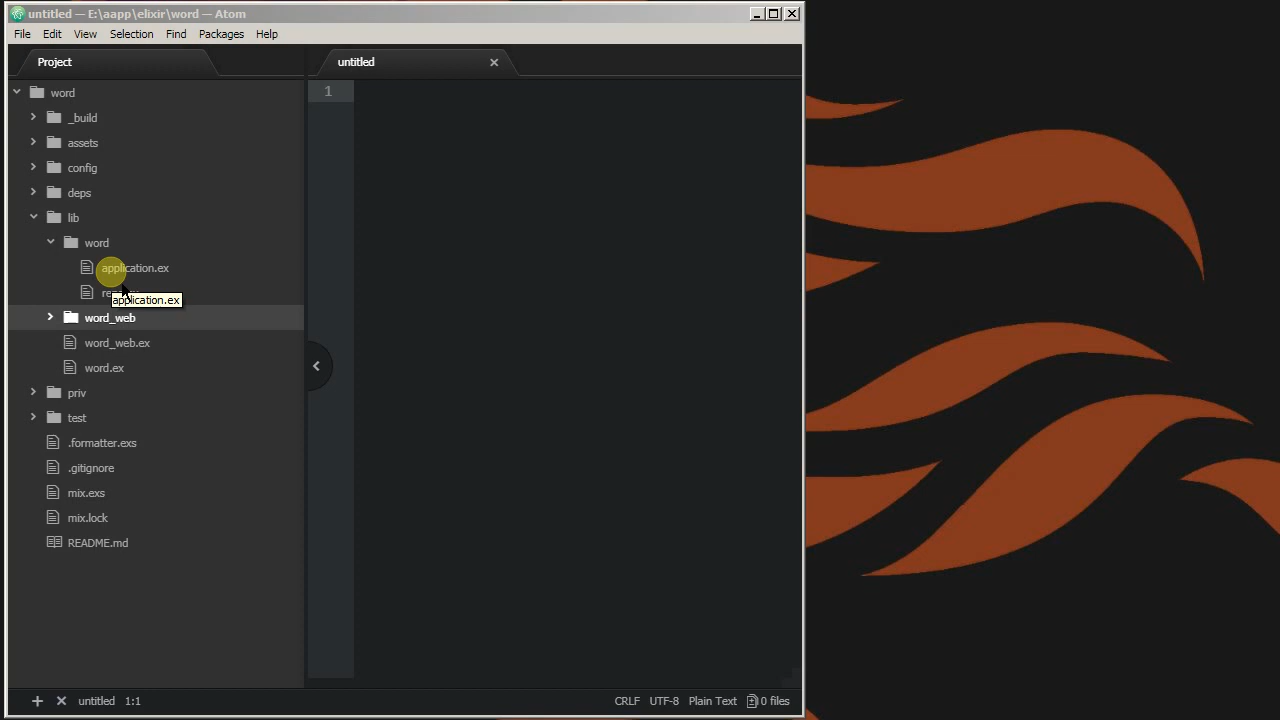 untitled — E:\aapp\elixir\word — Atom
File Edit View Selection Find Packages Help
Project
untitled
1
word
_build
assets
config
deps
lib
word
application.ex
application.ex
word_web
word_web.ex
word.ex
priv
test
.formatter.exs
.gitignore
mix.exs
mix.lock
README.md
untitled 1:1 CRLF UTF-8 Plain Text 0 files